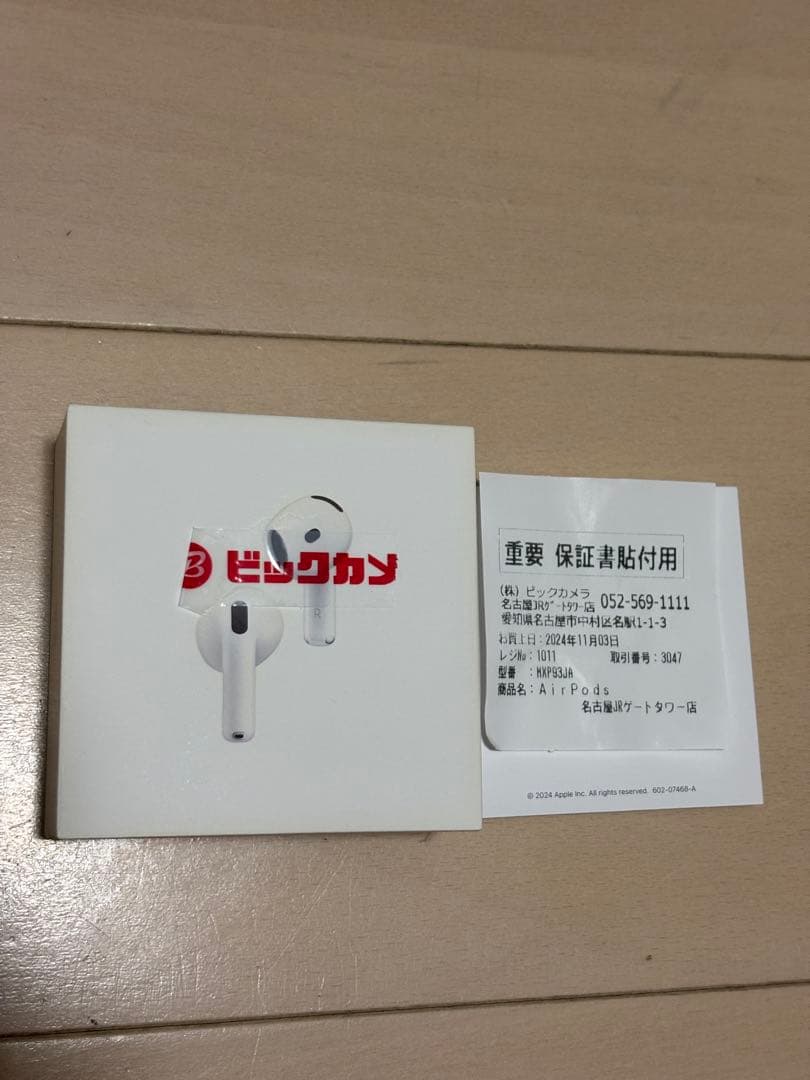 B ビックカメ
R
重要 保証書貼付用
(株) ビックカメラ
名古屋JRゲートタワー店 052-569-1111
愛知県名古屋市中村区名駅1-1-3
お買上日:2024年11月03日
レジNo:1011 取引番号:3047
型番 :MXP93JA
商品名:AirPods
名古屋JRゲートタワー店
© 2024 Apple Inc. All rights reserved. 602-07468-A